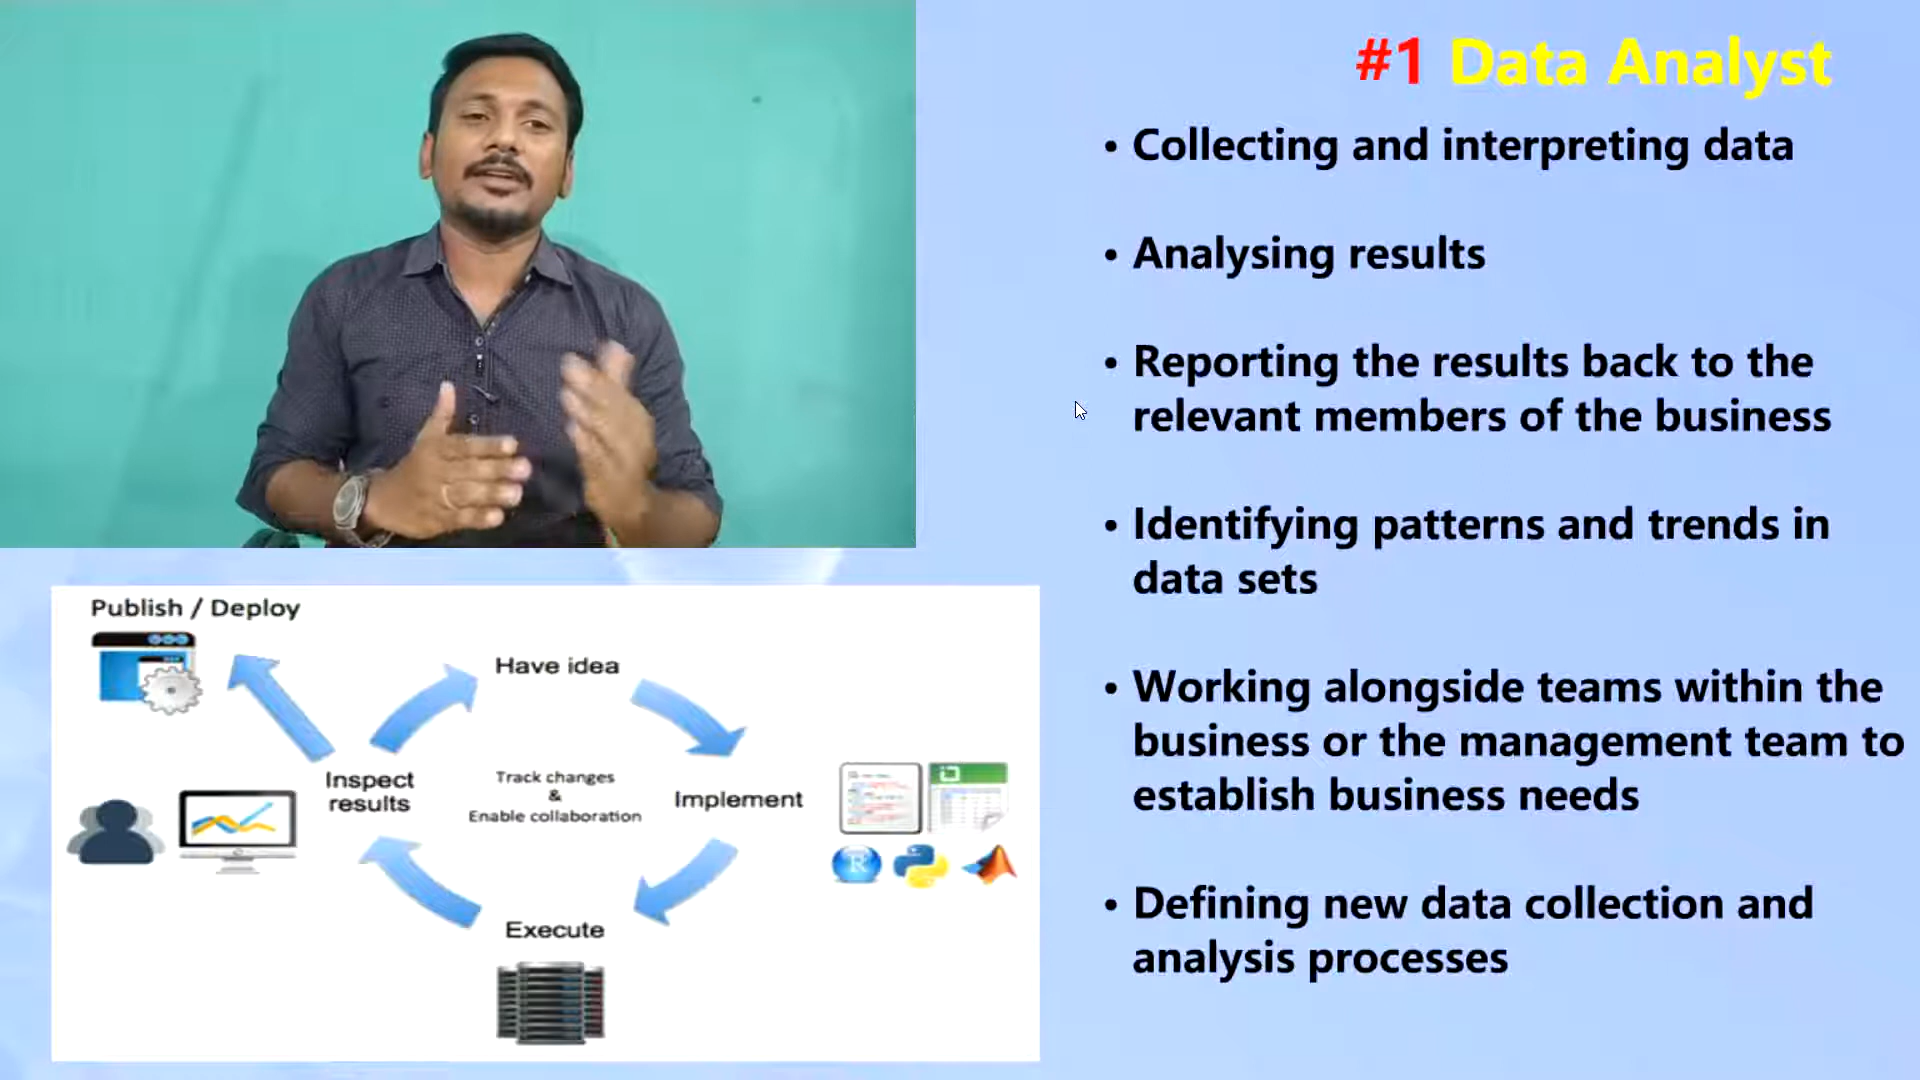 #1 Data Analyst
• Collecting and interpreting data
• Analysing results
• Reporting the results back to the
relevant members of the business
• Identifying patterns and trends in
data sets
• Working alongside teams within the
business or the management team to
establish business needs
• Defining new data collection and
analysis processes
Publish / Deploy
Have idea
Inspect
results
Track changes
&
Enable collaboration
Implement
R
Execute